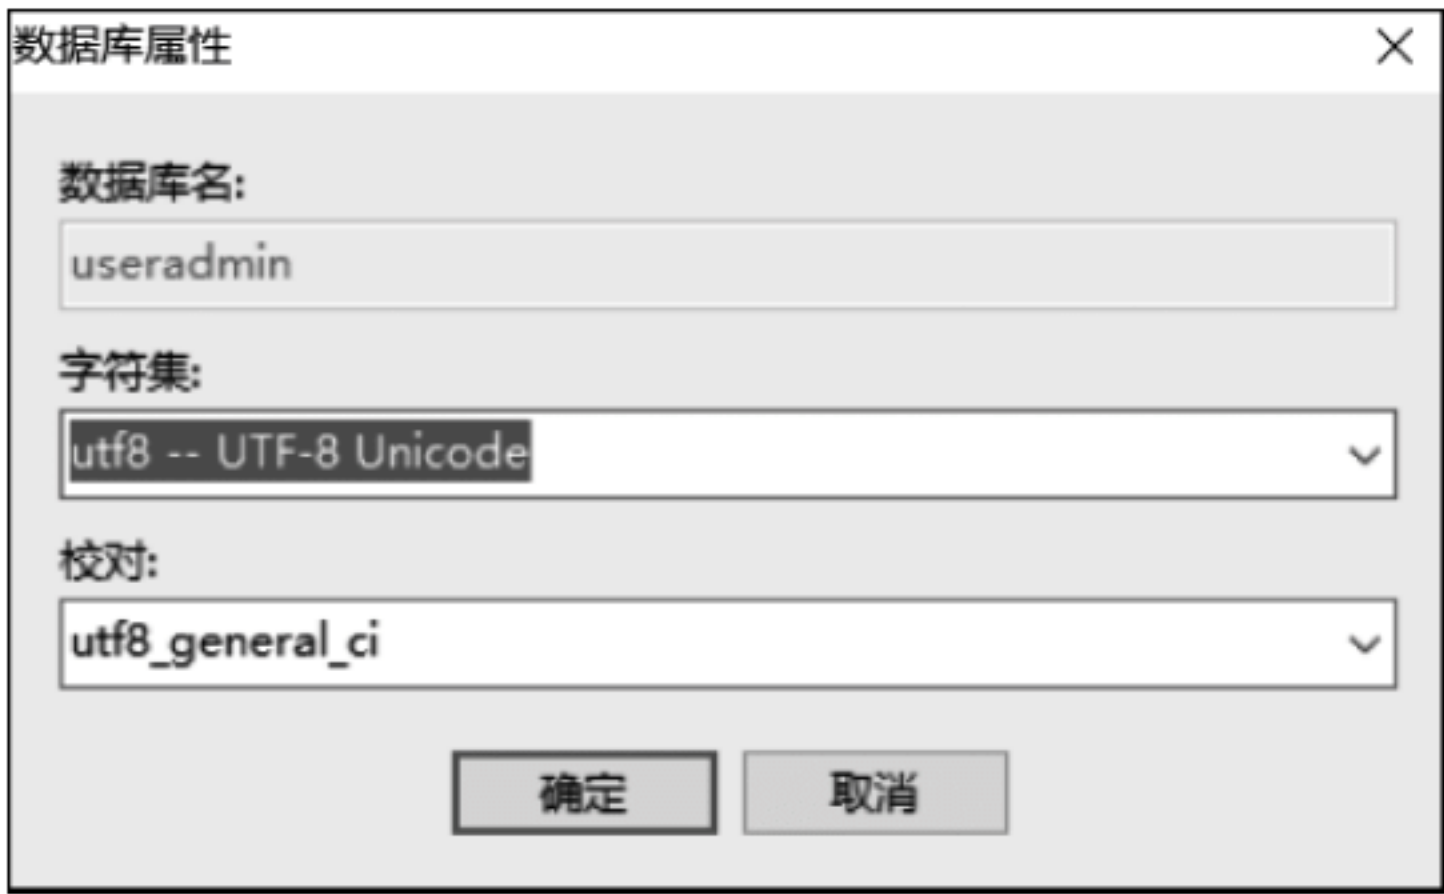 数据库属性
数据库名:
useradmin
字符集:
utf8 -- UTF-8 Unicode
校对:
utf8_general_ci
确定 取消